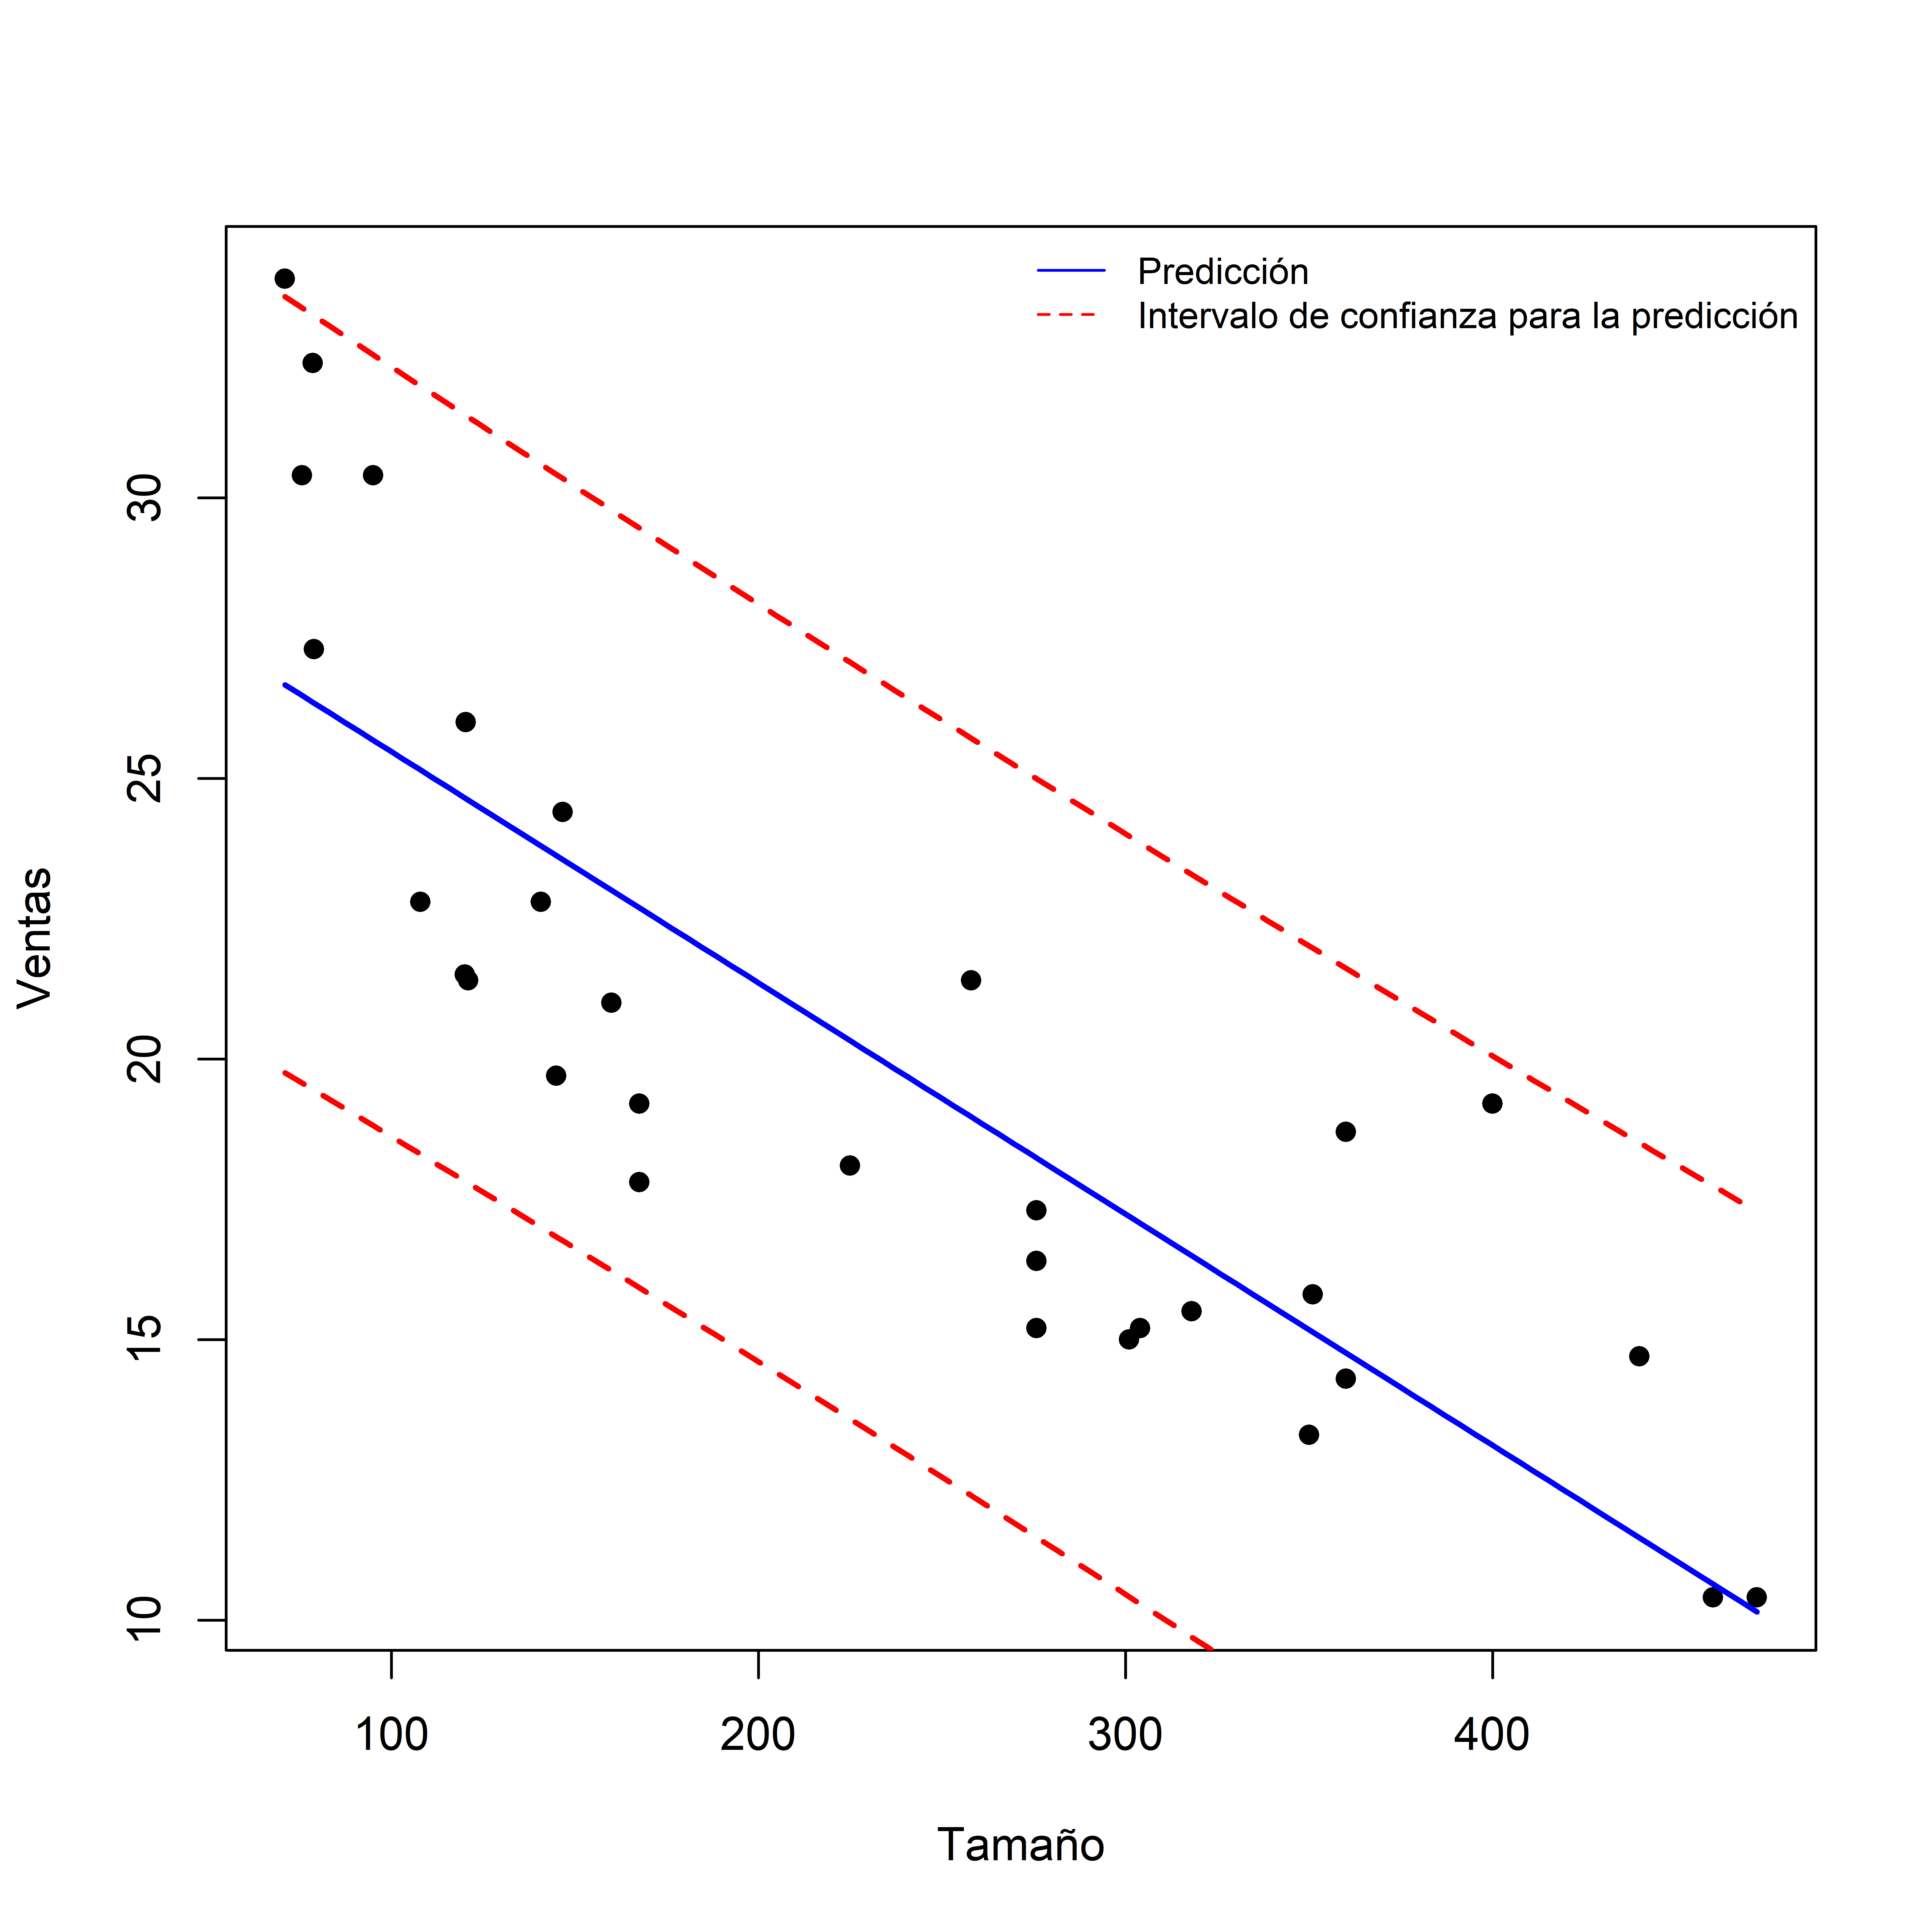 Predicción
Intervalo de confianza para la predicción
Ventas
30
25
20
15
10
100 200 300 400
Tamaño